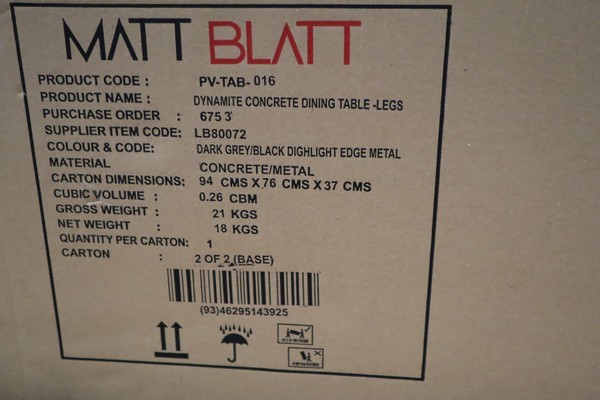 MATT BLATT
PRODUCT CODE : PV-TAB-016
PRODUCT NAME : DYNAMITE CONCRETE DINING TABLE -LEGS
PURCHASE ORDER : 6753
SUPPLIER ITEM CODE: LB80072
COLOUR & CODE: DARK GREY/BLACK DIGHLIGHT EDGE METAL
MATERIAL CONCRETE/METAL
CARTON DIMENSIONS: 94 CMS X 76 CMS X 37 CMS
CUBIC VOLUME : 0.26 CBM
GROSS WEIGHT : 21 KGS
NET WEIGHT : 18 KGS
QUANTITY PER CARTON: 1
CARTON : 2 OF 2 (BASE)
(93)46295143925